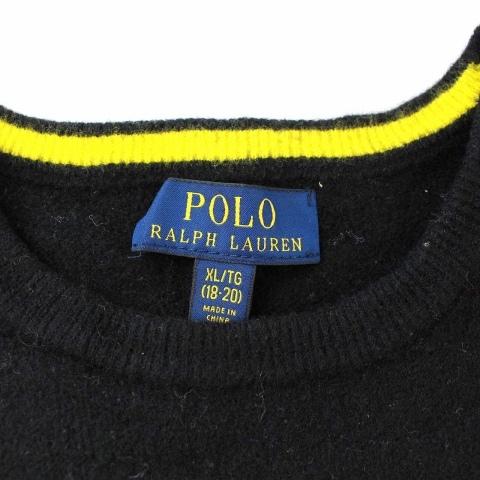 POLO
RALPH LAUREN
XL/TG
(18-20)
MADE IN
CHINA